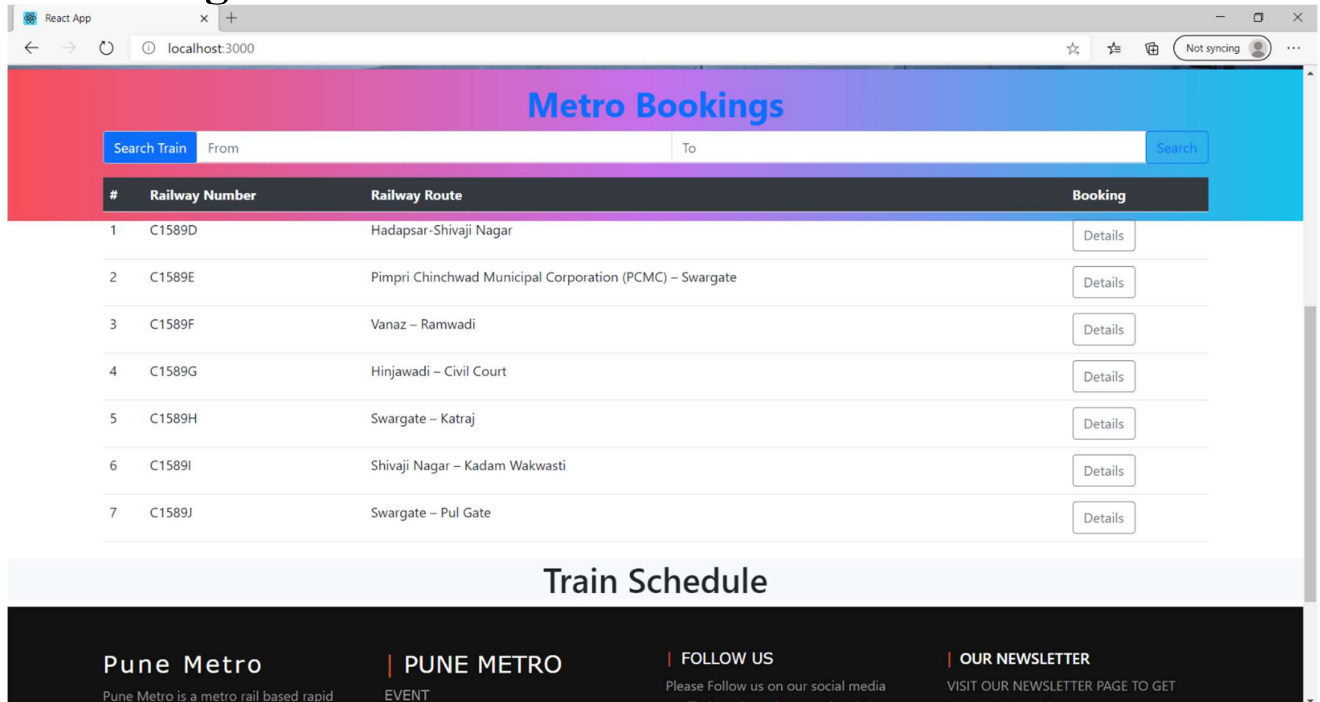 React App
localhost:3000
Not syncing
Metro Bookings
Search Train From To Search
# Railway Number Railway Route Booking
1 C1589D Hadapsar-Shivaji Nagar Details
2 C1589E Pimpri Chinchwad Municipal Corporation (PCMC) – Swargate Details
3 C1589F Vanaz – Ramwadi Details
4 C1589G Hinjawadi – Civil Court Details
5 C1589H Swargate – Katraj Details
6 C1589I Shivaji Nagar – Kadam Wakwasti Details
7 C1589J Swargate – Pul Gate Details
Train Schedule
Pune Metro
Pune Metro is a metro rail based rapid
PUNE METRO
EVENT
FOLLOW US
Please Follow us on our social media
OUR NEWSLETTER
VISIT OUR NEWSLETTER PAGE TO GET